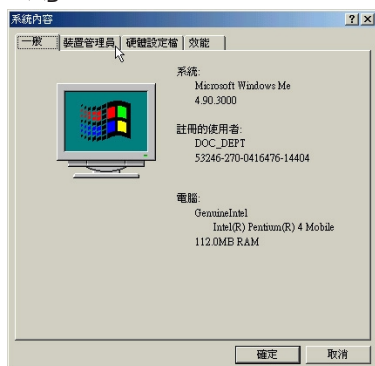 系統內容
一般 裝置管理員 硬體設定檔 效能
系統:
Microsoft Windows Me
4.90.3000
註冊的使用者:
DOC_DEPT
53246-270-0416476-14404
電腦:
GenuineIntel
Intel(R) Pentium(R) 4 Mobile
112.0MB RAM
確定 取消